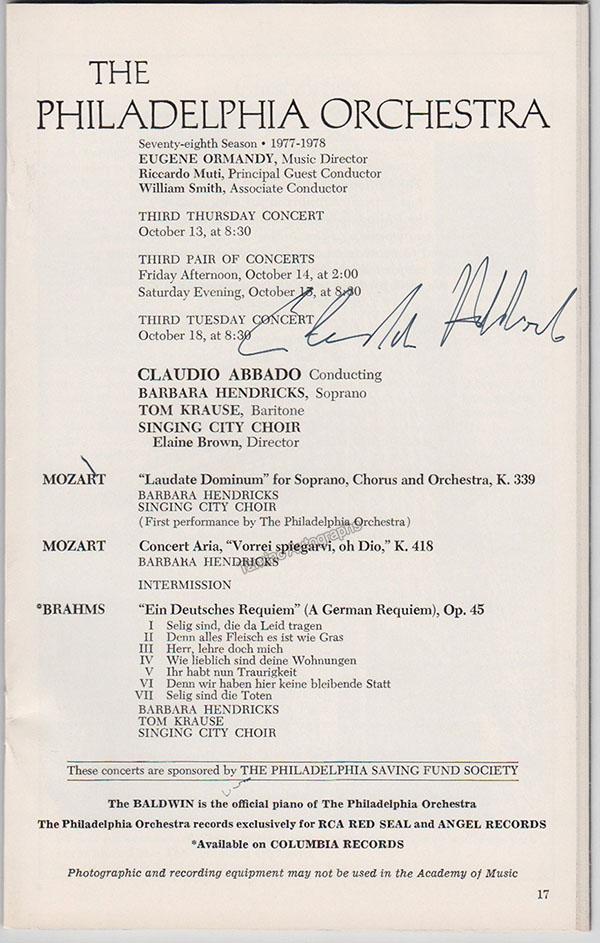 THE
PHILADELPHIA ORCHESTRA
Seventy-eighth Season • 1977-1978
EUGENE ORMANDY, Music Director
Riccardo Muti, Principal Guest Conductor
William Smith, Associate Conductor
THIRD THURSDAY CONCERT
October 13, at 8:30
THIRD PAIR OF CONCERTS
Friday Afternoon, October 14, at 2:00
Saturday Evening, October 15, at 8:30
THIRD TUESDAY CONCERT
October 18, at 8:30
Claudio Abbado
CLAUDIO ABBADO Conducting
BARBARA HENDRICKS, Soprano
TOM KRAUSE, Baritone
SINGING CITY CHOIR
Elaine Brown, Director
MOZART "Laudate Dominum" for Soprano, Chorus and Orchestra, K. 339
BARBARA HENDRICKS
SINGING CITY CHOIR
(First performance by The Philadelphia Orchestra)
MOZART Concert Aria, "Vorrei spiegarvi, oh Dio," K. 418
BARBARA HENDRICKS
INTERMISSION
*BRAHMS "Ein Deutsches Requiem" (A German Requiem), Op. 45
I Selig sind, die da Leid tragen
II Denn alles Fleisch es ist wie Gras
III Herr, lehre doch mich
IV Wie lieblich sind deine Wohnungen
V Ihr habt nun Traurigkeit
VI Denn wir haben hier keine bleibende Statt
VII Selig sind die Toten
BARBARA HENDRICKS
TOM KRAUSE
SINGING CITY CHOIR
These concerts are sponsored by THE PHILADELPHIA SAVING FUND SOCIETY
The BALDWIN is the official piano of The Philadelphia Orchestra
The Philadelphia Orchestra records exclusively for RCA RED SEAL and ANGEL RECORDS
*Available on COLUMBIA RECORDS
Photographic and recording equipment may not be used in the Academy of Music
17